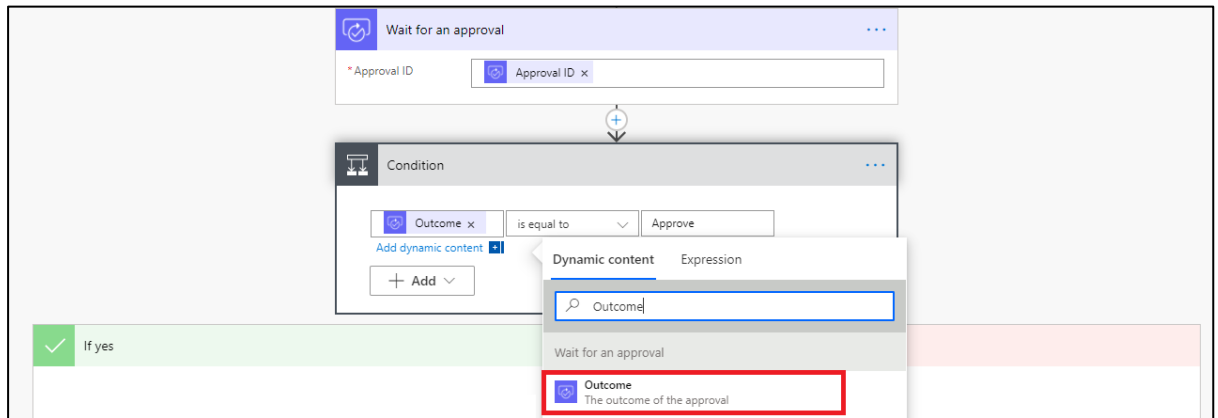 Wait for an approval
* Approval ID
Approval ID ×
Condition
Outcome × is equal to Approve
Add dynamic content
Dynamic content Expression
+ Add
Outcome
If yes
Wait for an approval
Outcome
The outcome of the approval